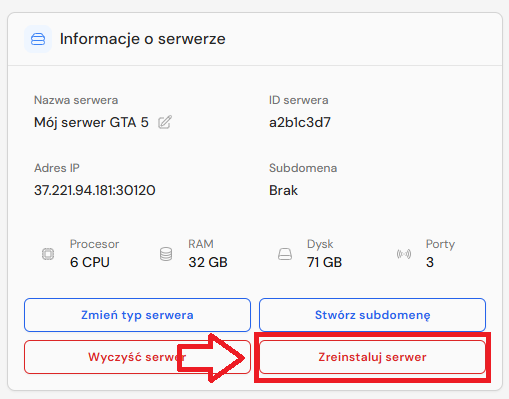 Informacje o serwerze
Nazwa serwera
ID serwera
Mój serwer GTA 5
a2b1c3d7
Adres IP
Subdomena
37.221.94.181:30120
Brak
Procesor
RAM
Dysk
Porty
6 CPU
32 GB
71 GB
3
Zmień typ serwera
Stwórz subdomenę
Wyczyść serwer
Zreinstaluj serwer